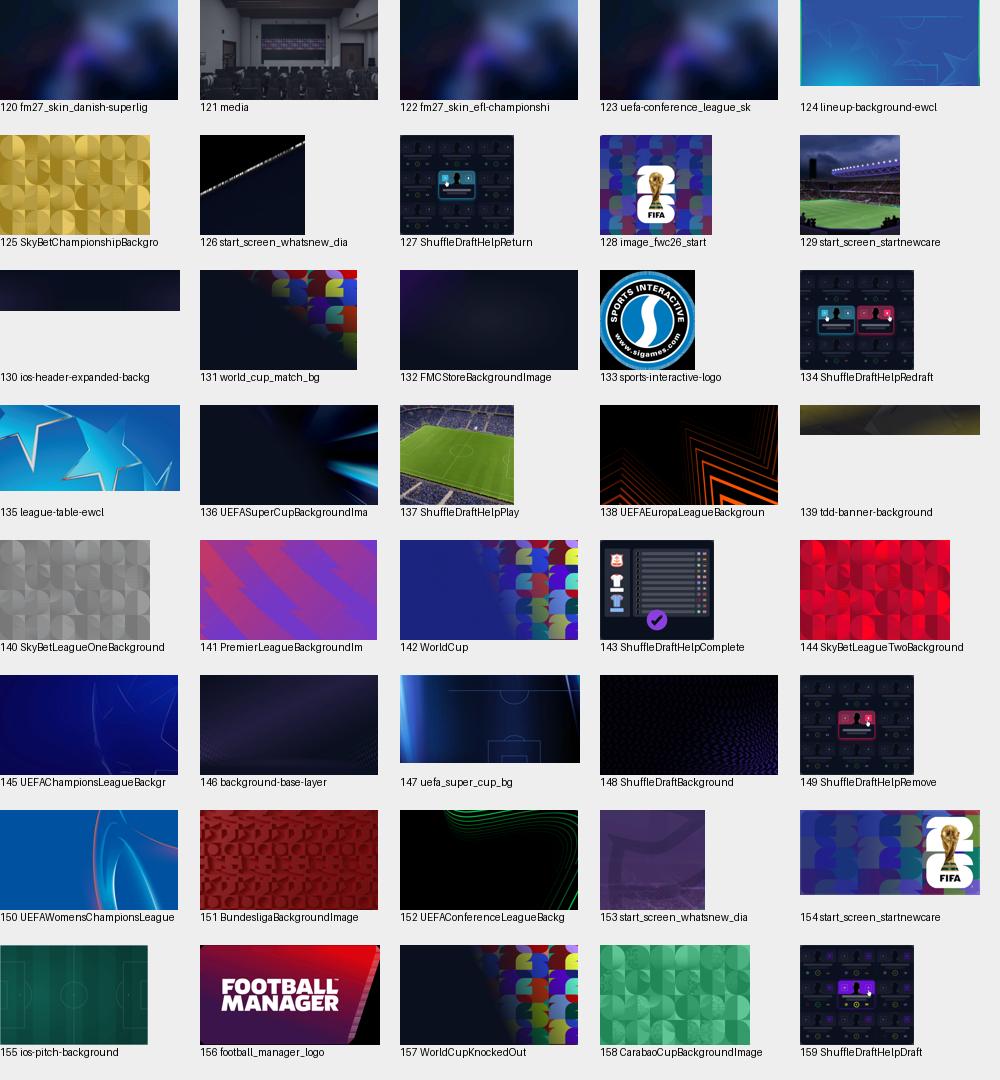 120 fm27_skin_danish-superlig
121 media
122 fm27_skin_efl-championshi
123 uefa-conference_league_sk
124 lineup-background-ewcl
26
FIFA
125 SkyBetChampionshipBackgro
126 start_screen_whatsnew_dia
127 ShuffleDraftHelpReturn
128 image_fwc26_start
129 start_screen_startnewcare
SPORTS INTERACTIVE
www.sigames.com
130 ios-header-expanded-backg
131 world_cup_match_bg
132 FMCStoreBackgroundImage
133 sports-interactive-logo
134 ShuffleDraftHelpRedraft
135 league-table-ewcl
136 UEFASuperCupBackgroundIma
137 ShuffleDraftHelpPlay
138 UEFAEuropaLeagueBackgroun
139 tdd-banner-background
140 SkyBetLeagueOneBackground
141 PremierLeagueBackgroundIm
142 WorldCup
143 ShuffleDraftHelpComplete
144 SkyBetLeagueTwoBackground
145 UEFAChampionsLeagueBackgr
146 background-base-layer
147 uefa_super_cup_bg
148 ShuffleDraftBackground
149 ShuffleDraftHelpRemove
26
FIFA
150 UEFAWomensChampionsLeague
151 BundesligaBackgroundImage
152 UEFAConferenceLeagueBackg
153 start_screen_whatsnew_dia
154 start_screen_startnewcare
FOOTBALL
MANAGER
155 ios-pitch-background
156 football_manager_logo
157 WorldCupKnockedOut
158 CarabaoCupBackgroundImage
159 ShuffleDraftHelpDraft